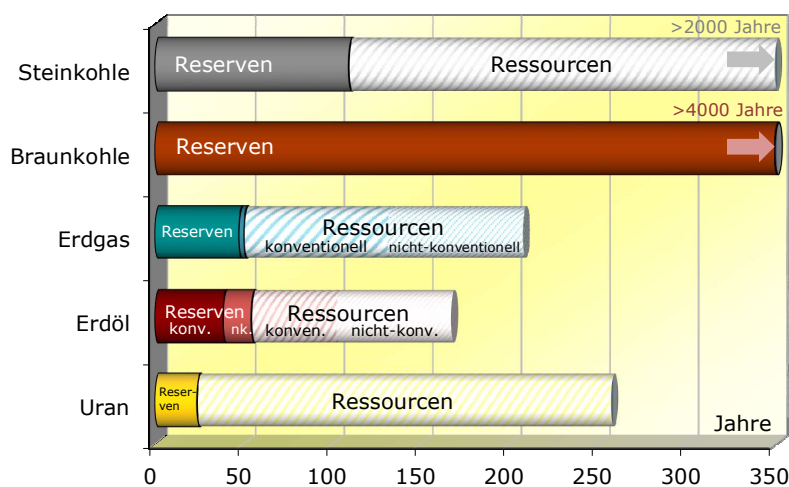 >2000 Jahre
Steinkohle
Reserven
Ressourcen
>4000 Jahre
Braunkohle
Reserven
Erdgas
Reserven
Ressourcen
konventionell
nicht-konventionell
Erdöl
Reserven
konv.
nk.
Ressourcen
konven.
nicht-konv.
Uran
Reser-
ven
Ressourcen
Jahre
0 50 100 150 200 250 300 350